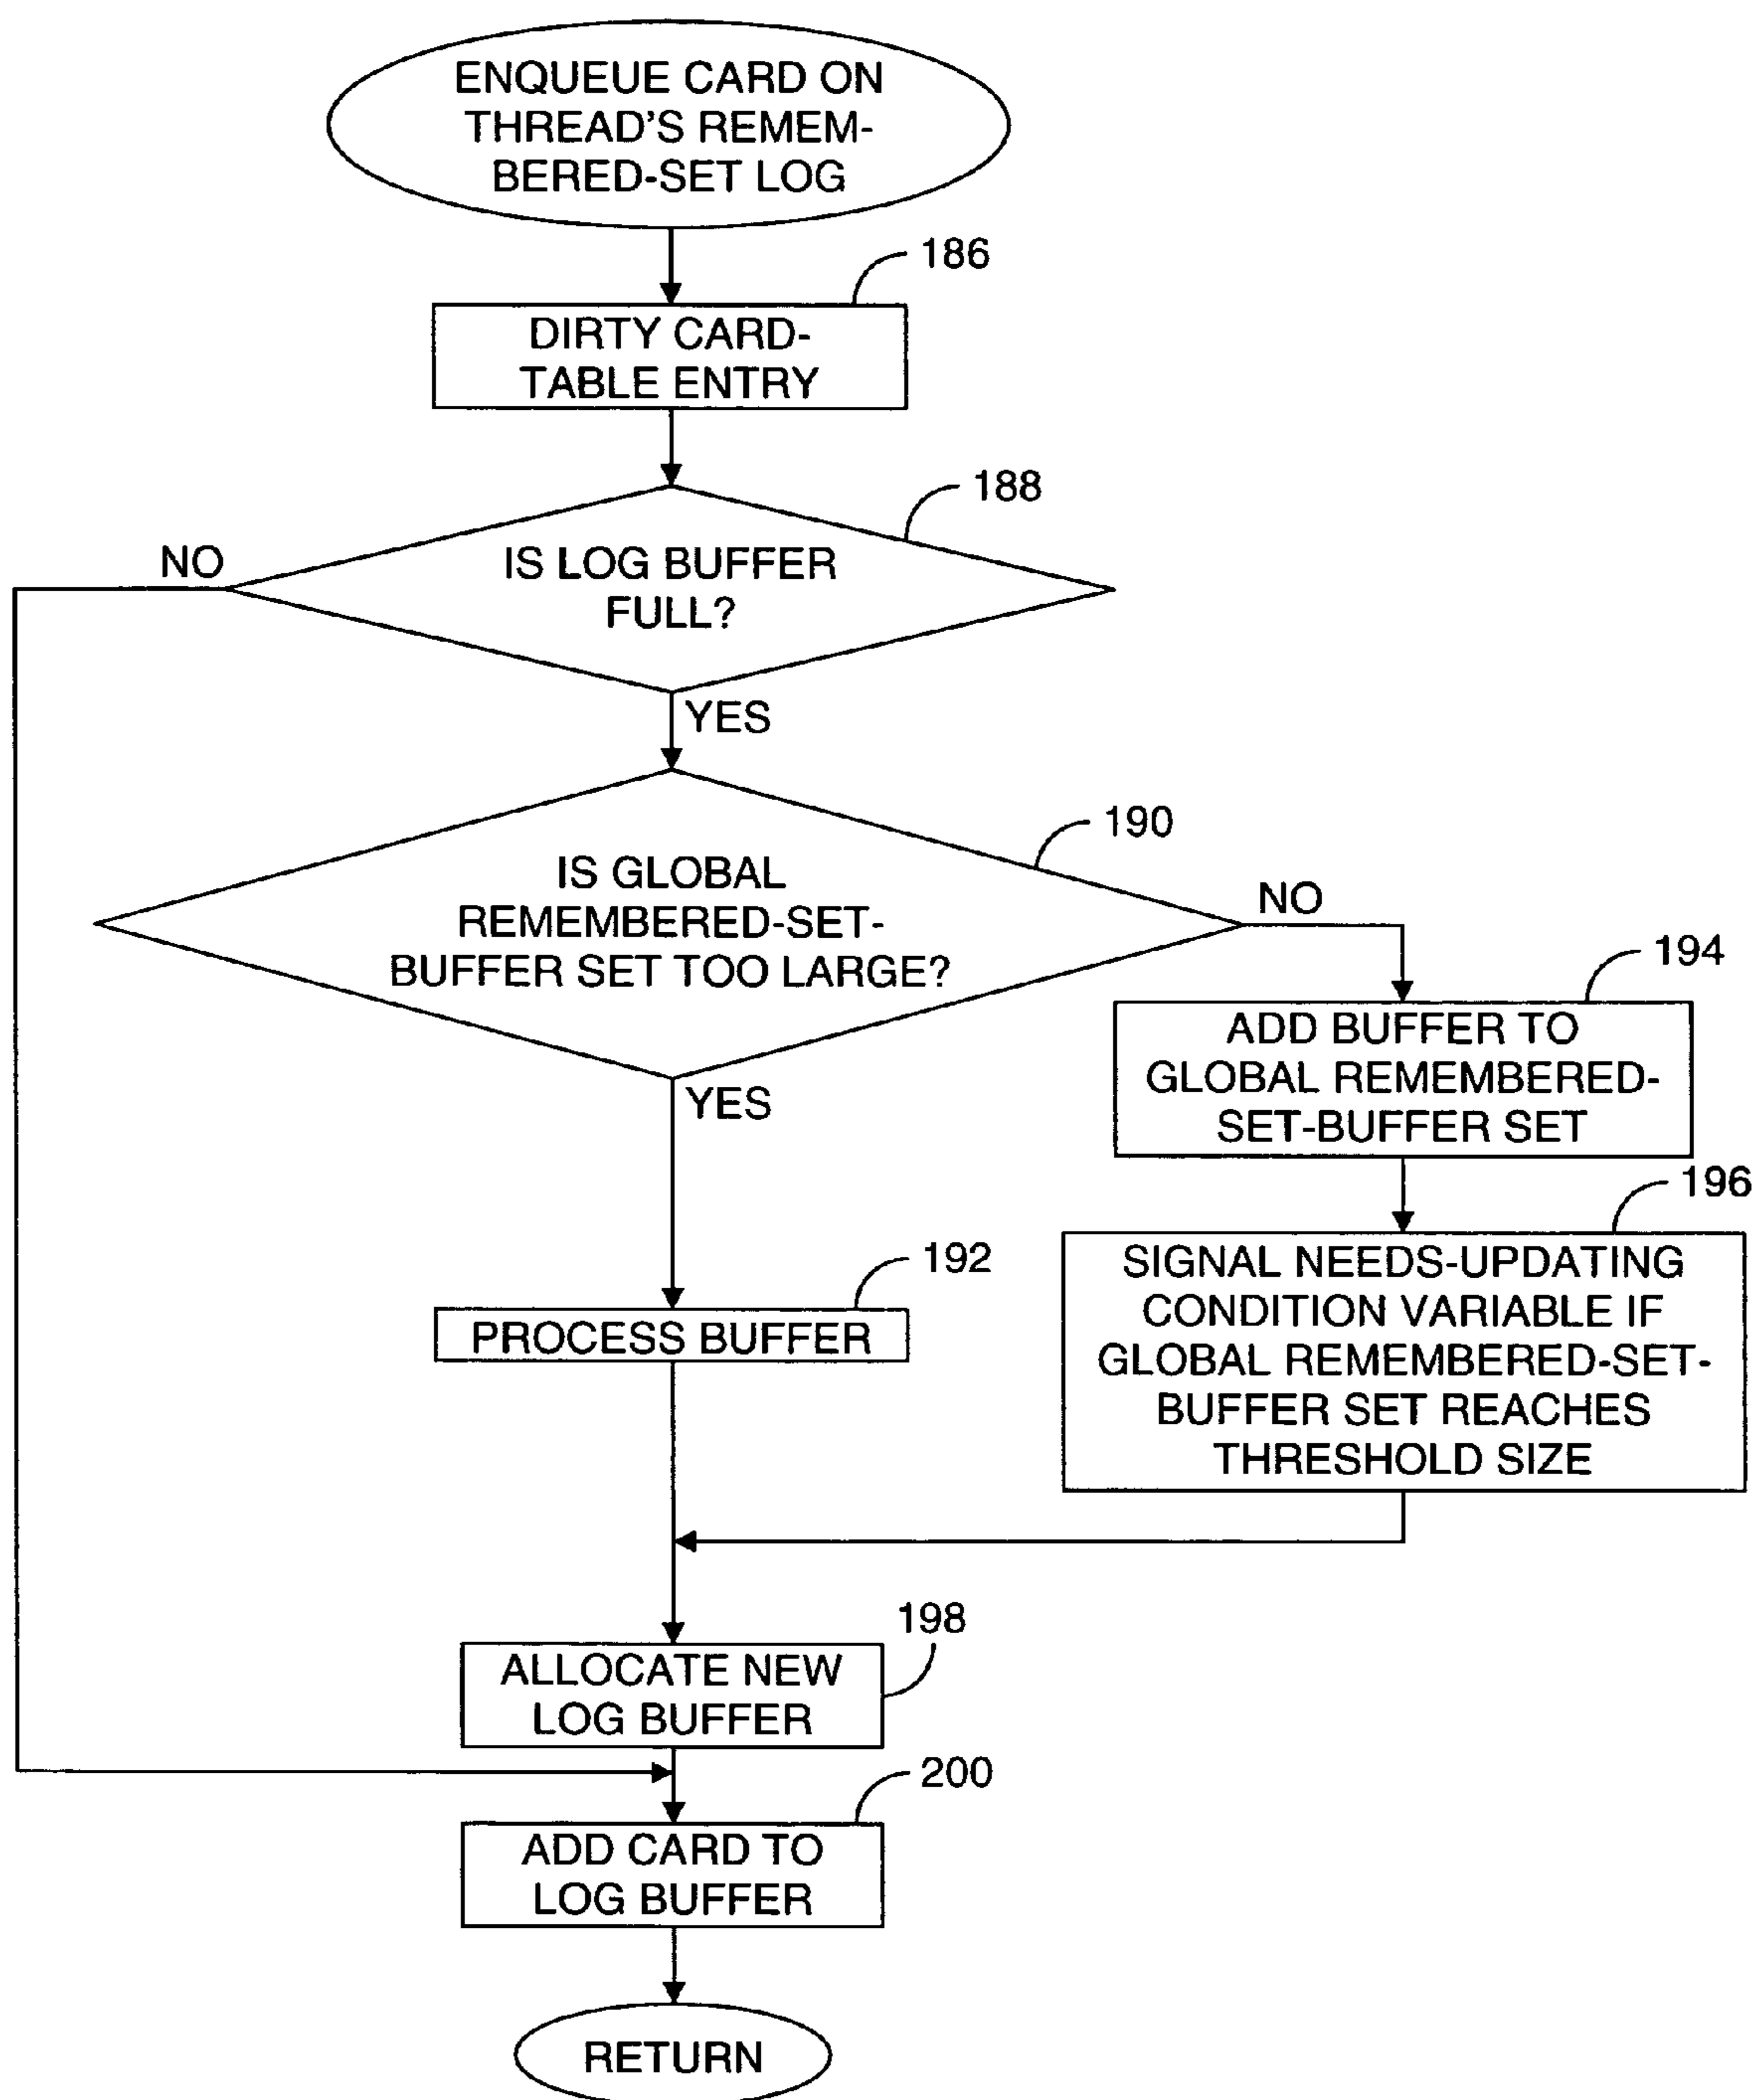 ENQUEUE CARD ON
THREAD'S REMEM-
BERED-SET LOG
186
DIRTY CARD-
TABLE ENTRY
188
NO
IS LOG BUFFER
FULL?
YES
190
IS GLOBAL
REMEMBERED-SET-
BUFFER SET TOO LARGE?
NO
194
ADD BUFFER TO
GLOBAL REMEMBERED-
SET-BUFFER SET
YES
196
SIGNAL NEEDS-UPDATING
CONDITION VARIABLE IF
GLOBAL REMEMBERED-SET-
BUFFER SET REACHES
THRESHOLD SIZE
192
PROCESS BUFFER
198
ALLOCATE NEW
LOG BUFFER
200
ADD CARD TO
LOG BUFFER
RETURN